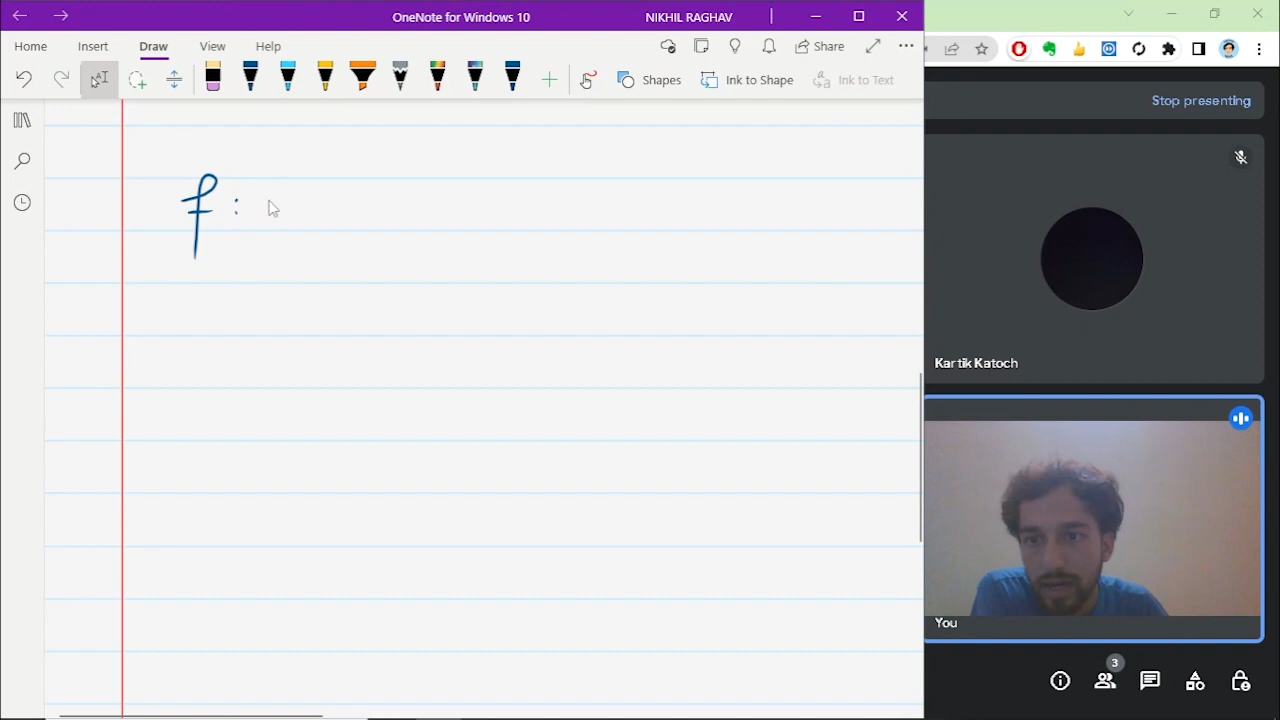 OneNote for Windows 10
NIKHIL RAGHAV
Home Insert Draw View Help
Share
Shapes
Ink to Shape
Ink to Text
f :
Stop presenting
Kartik Katoch
You
3